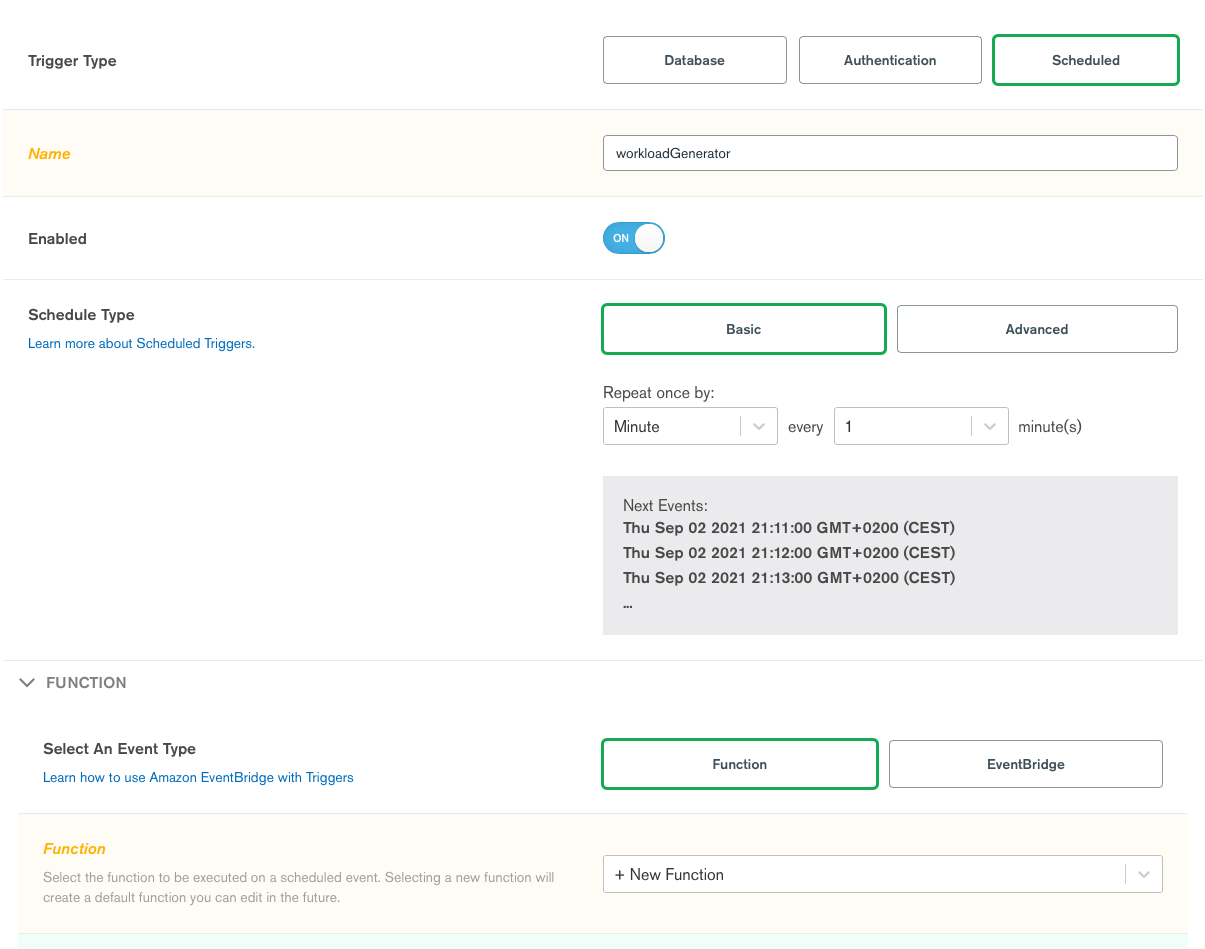 Trigger Type
Database
Authentication
Scheduled
Name
workloadGenerator
Enabled
ON
Schedule Type
Learn more about Scheduled Triggers.
Basic
Advanced
Repeat once by:
Minute
every
1
minute(s)
Next Events:
Thu Sep 02 2021 21:11:00 GMT+0200 (CEST)
Thu Sep 02 2021 21:12:00 GMT+0200 (CEST)
Thu Sep 02 2021 21:13:00 GMT+0200 (CEST)
...
FUNCTION
Select An Event Type
Learn how to use Amazon EventBridge with Triggers
Function
EventBridge
Function
Select the function to be executed on a scheduled event. Selecting a new function will
create a default function you can edit in the future.
+ New Function